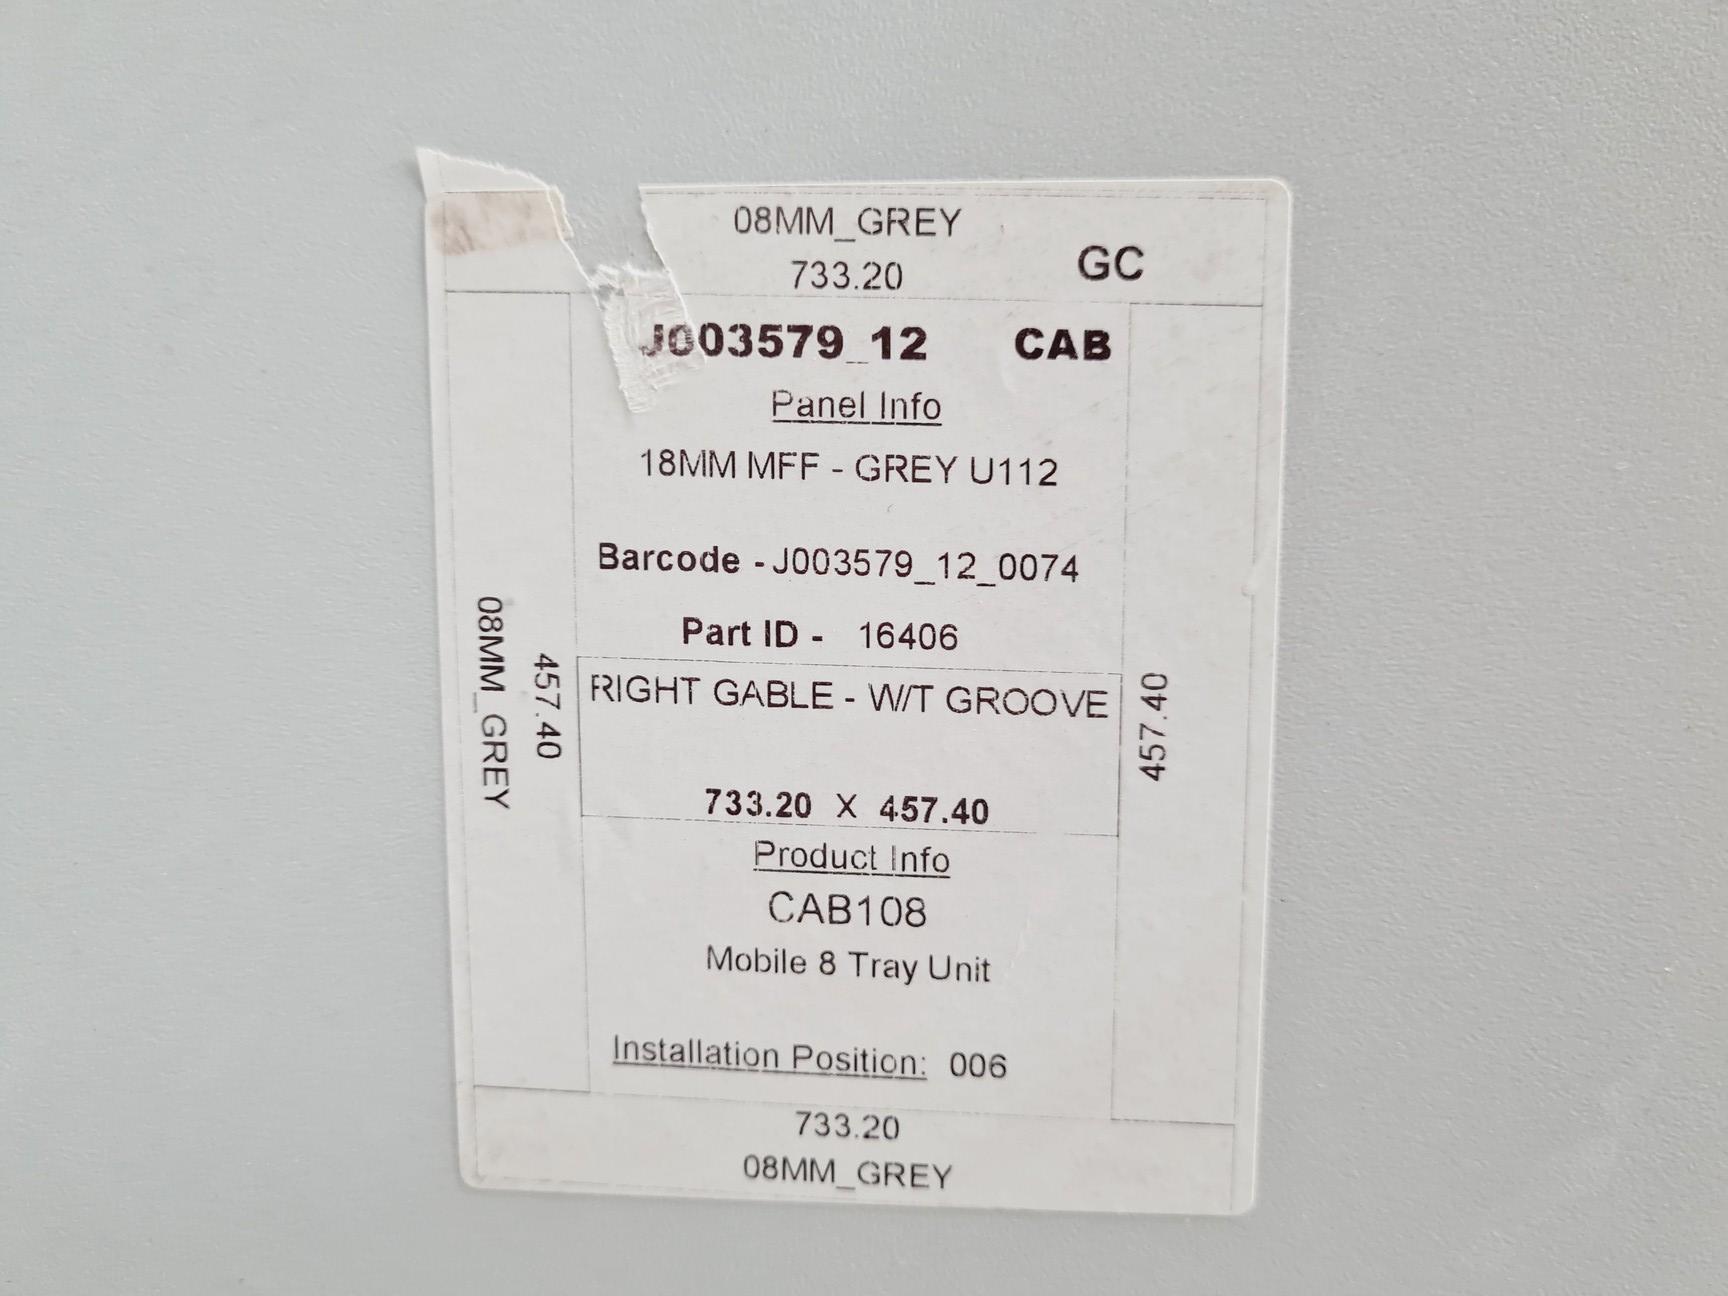 08MM_GREY
733.20
GC
J003579_12 CAB
Panel Info
18MM MFF - GREY U112
Barcode - J003579_12_0074
Part ID - 16406
RIGHT GABLE - W/T GROOVE
733.20 X 457.40
Product Info
CAB108
Mobile 8 Tray Unit
Installation Position: 006
733.20
08MM_GREY
08MM_GREY
457.40
457.40